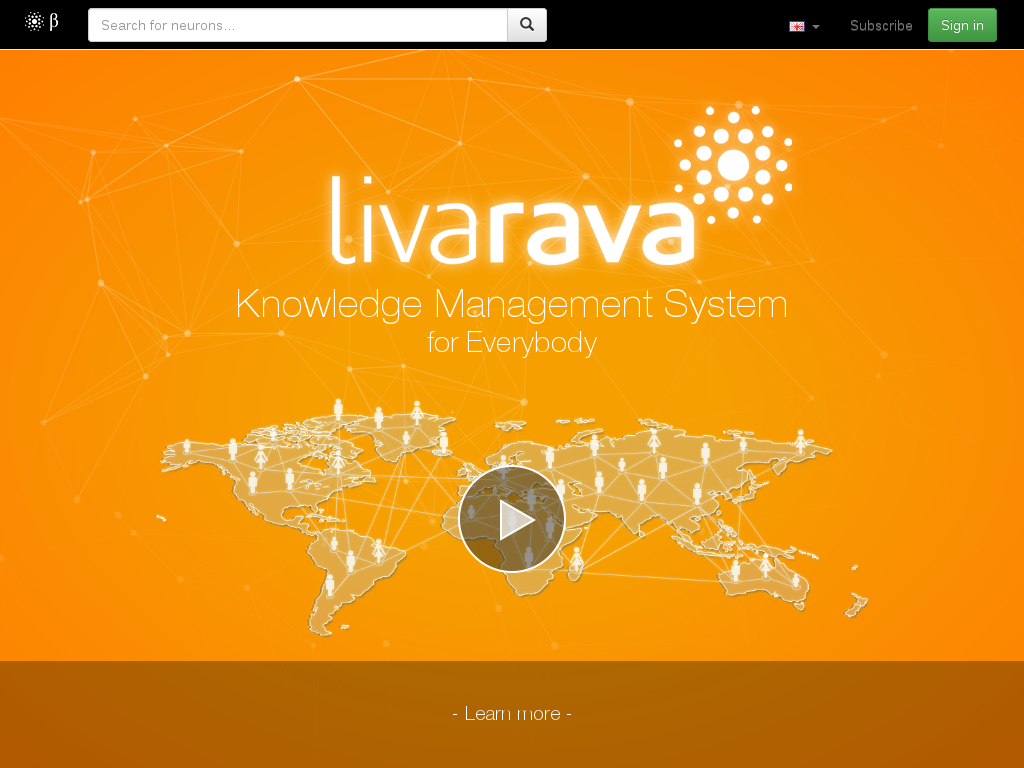 β
Search for neurons...
Subscribe
Sign in
livarava
Knowledge Management System
for Everybody
- Learn more -